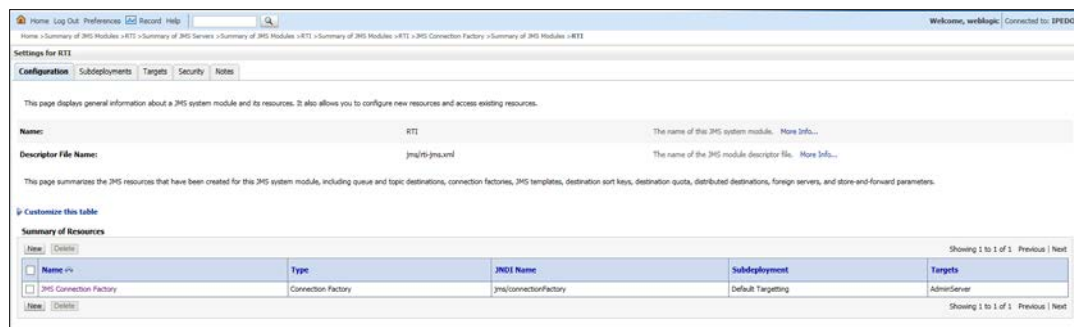 Home Log Out Preferences Record Help
Welcome, weblogic Connected to: IPEDO
Home >Summary of JMS Modules >RTI >Summary of JMS Servers >Summary of JMS Modules >RTI >Summary of JMS Modules >RTI >JMS Connection Factory >Summary of JMS Modules >RTI
Settings for RTI
Configuration Subdeployments Targets Security Notes
This page displays general information about a JMS system module and its resources. It also allows you to configure new resources and access existing resources.
Name: RTI The name of this JMS system module. More Info...
Descriptor File Name: jms/rti-jms.xml The name of the JMS module descriptor file. More Info...
This page summarizes the JMS resources that have been created for this JMS system module, including queue and topic destinations, connection factories, JMS templates, destination sort keys, destination quota, distributed destinations, foreign servers, and store-and-forward parameters.
Customize this table
Summary of Resources
New Delete Showing 1 to 1 of 1 Previous | Next
Name Type JNDI Name Subdeployment Targets
JMS Connection Factory Connection Factory jms/connectionFactory Default Targetting AdminServer
New Delete Showing 1 to 1 of 1 Previous | Next